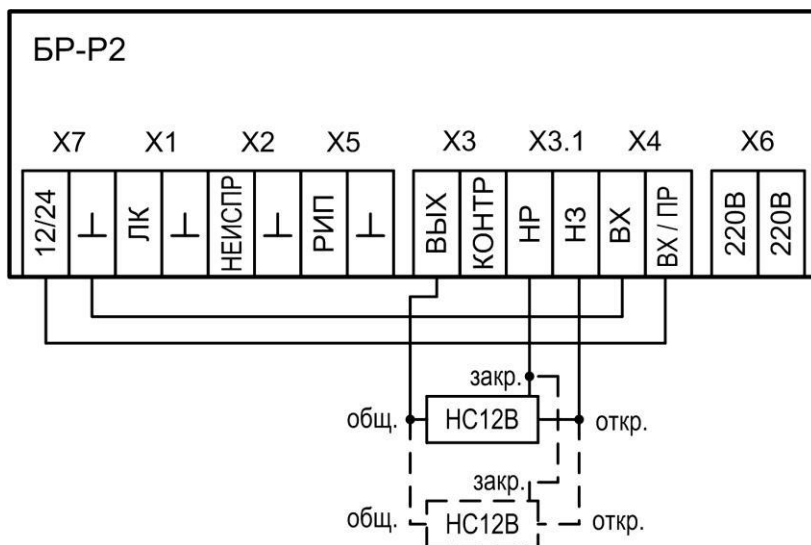 БР-Р2
X7 X1 X2 X5 X3 X3.1 X4 X6
12/24 ⊥ ЛК ⊥ НЕИСПР ⊥ РИП ⊥ ВЫХ КОНТР НР НЗ ВХ ВХ / ПР 220В 220В
закр.
общ. НС12В откр.
закр.
общ. НС12В откр.